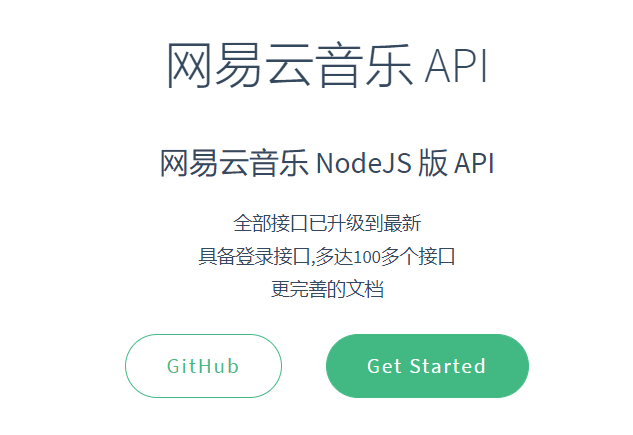 网易云音乐 API
网易云音乐 NodeJS 版 API
全部接口已升级到最新
具备登录接口,多达100多个接口
更完善的文档
GitHub
Get Started